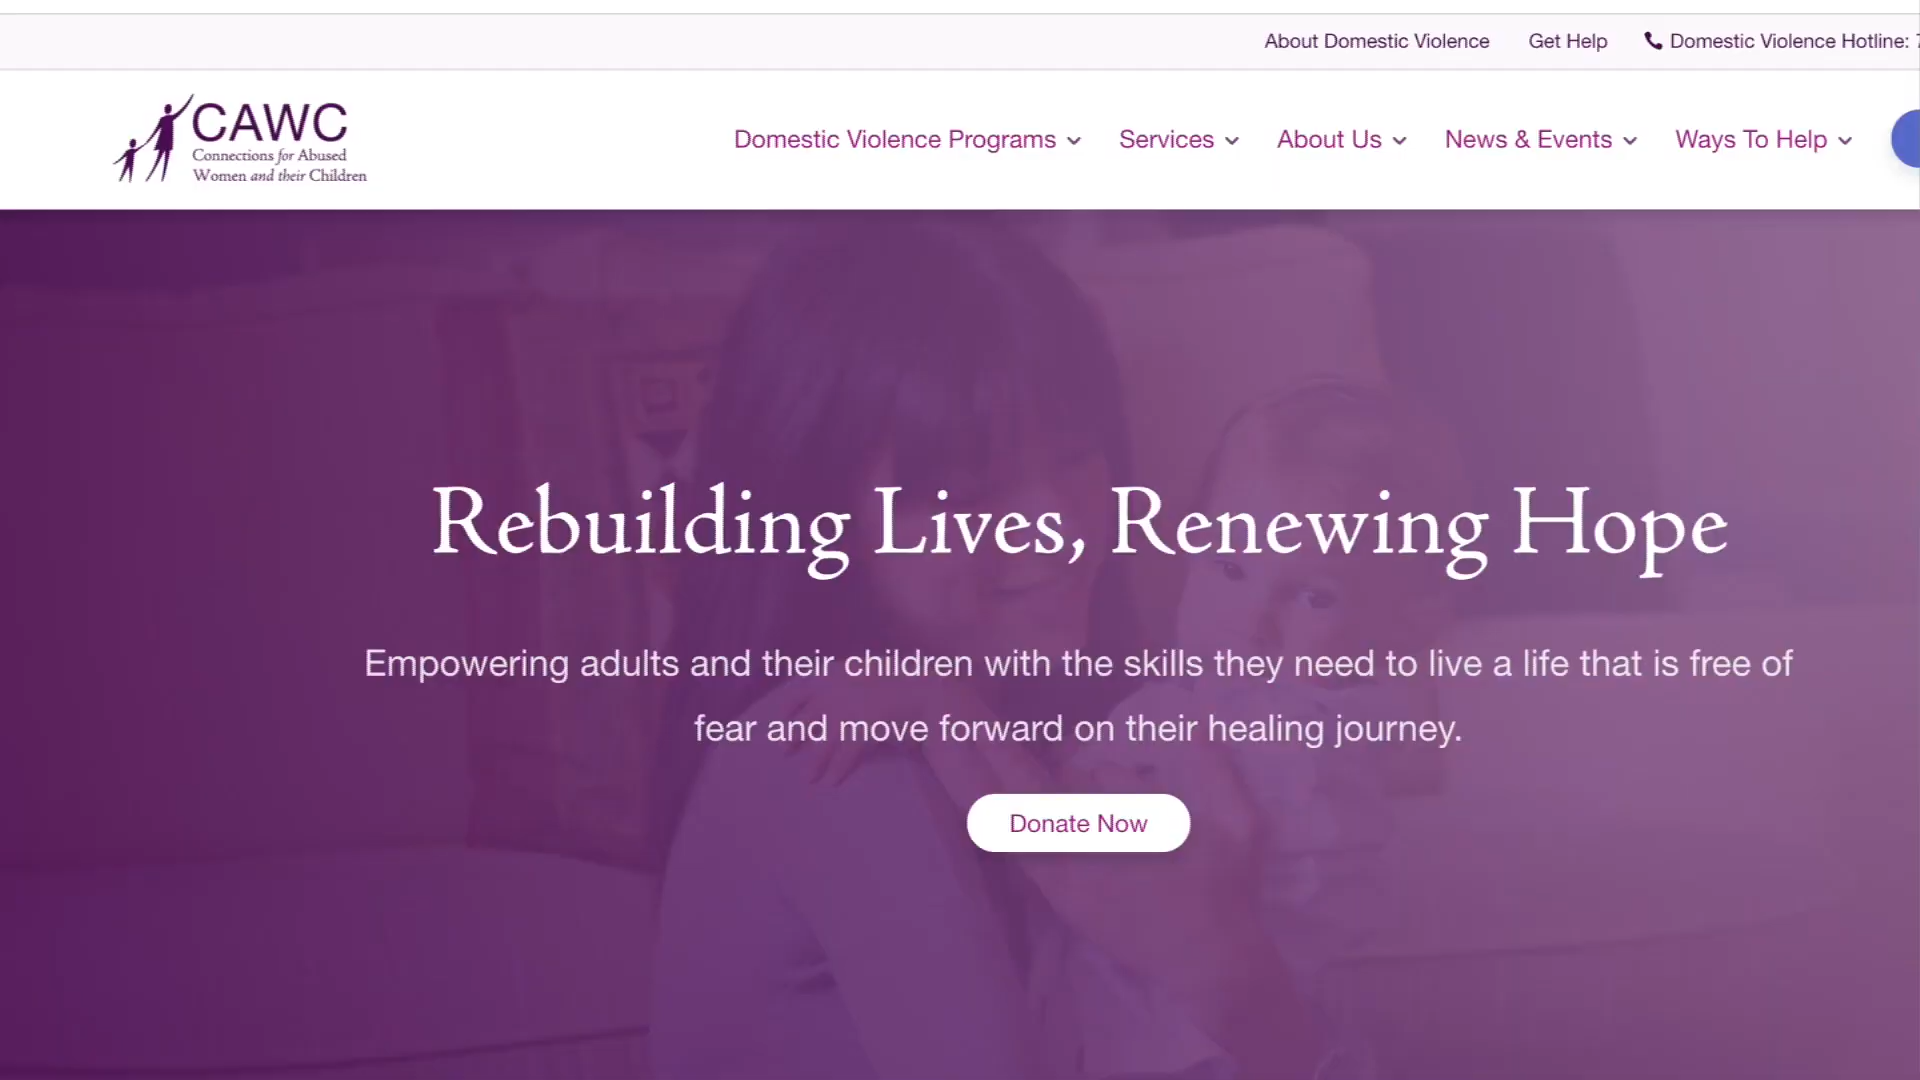 About Domestic Violence Get Help Domestic Violence Hotline:
CAWC
Connections for Abused
Women and their Children
Domestic Violence Programs Services About Us News & Events Ways To Help
Rebuilding Lives, Renewing Hope
Empowering adults and their children with the skills they need to live a life that is free of
fear and move forward on their healing journey.
Donate Now